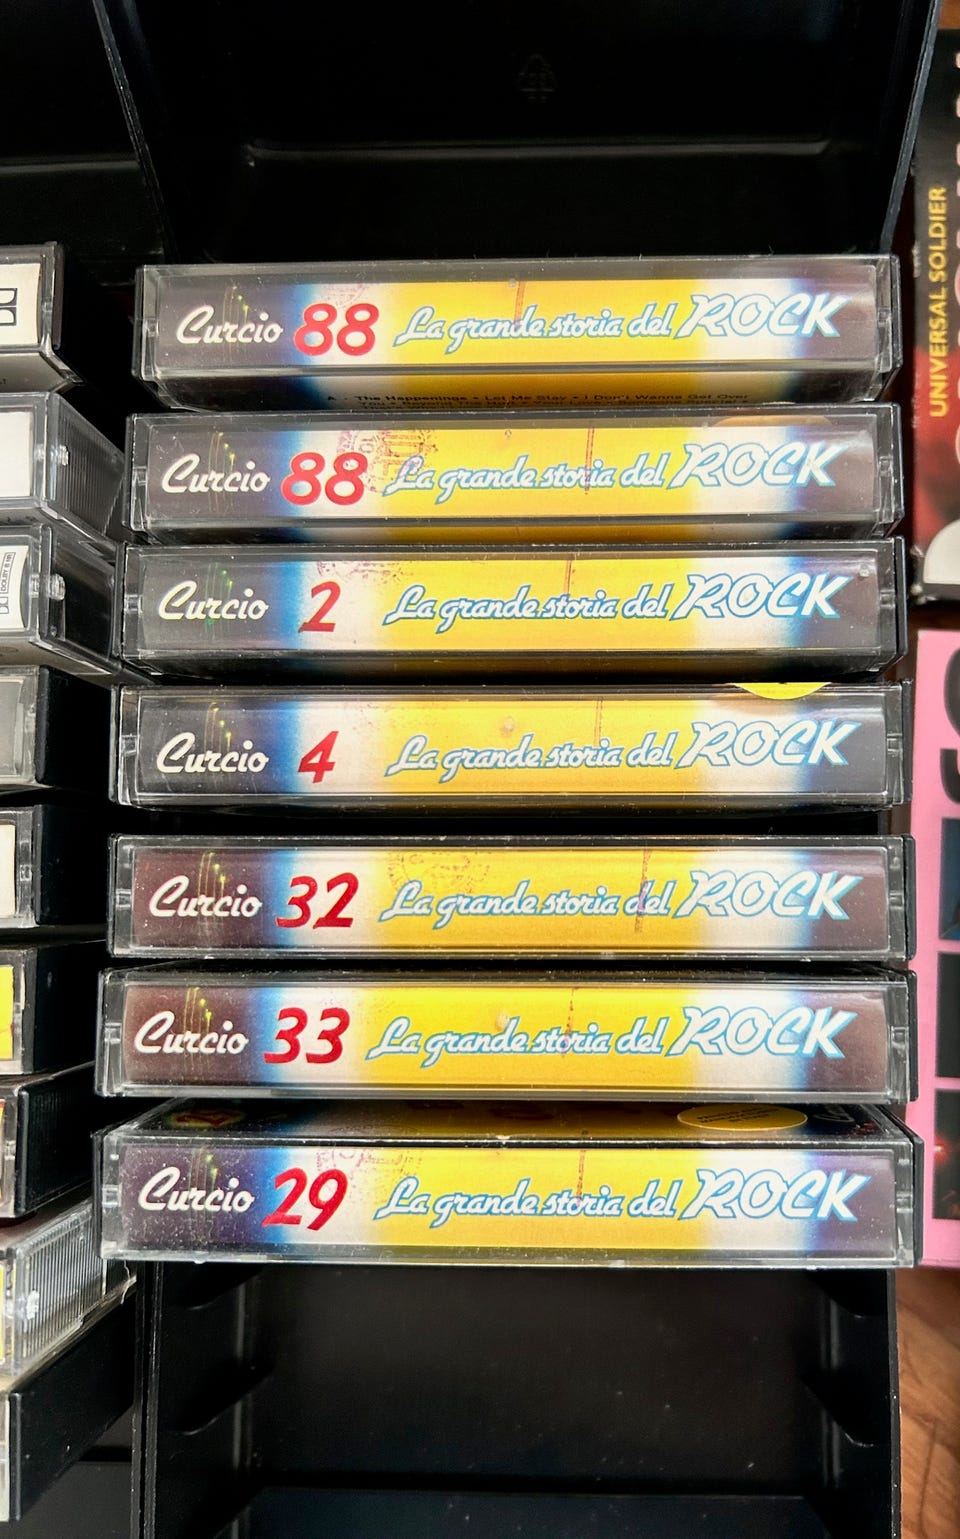 Curcio 88 La grande storia del ROCK
A - The Happenings • Let Me Stay • I Don't Wanna Get Over
Curcio 88 La grande storia del ROCK
Curcio 2 La grande storia del ROCK
Curcio 4 La grande storia del ROCK
Curcio 32 La grande storia del ROCK
Curcio 33 La grande storia del ROCK
Curcio 29 La grande storia del ROCK
UNIVERSAL SOLDIER
DOLBY B NR